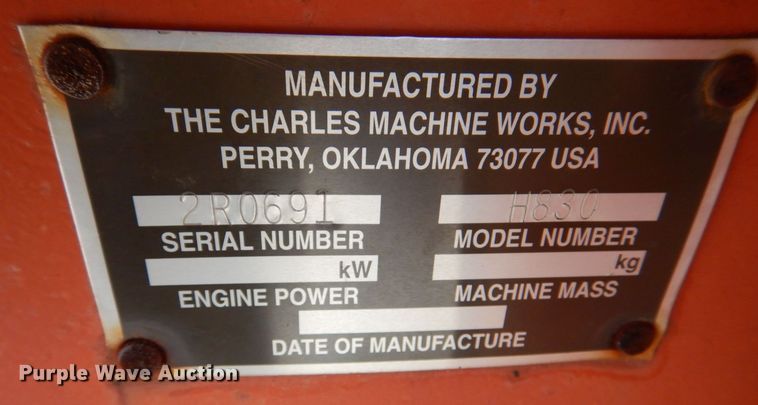 MANUFACTURED BY
THE CHARLES MACHINE WORKS, INC.
PERRY, OKLAHOMA 73077 USA
2R0691 H830
SERIAL NUMBER MODEL NUMBER
kW kg
ENGINE POWER MACHINE MASS
DATE OF MANUFACTURE
Purple Wave Auction